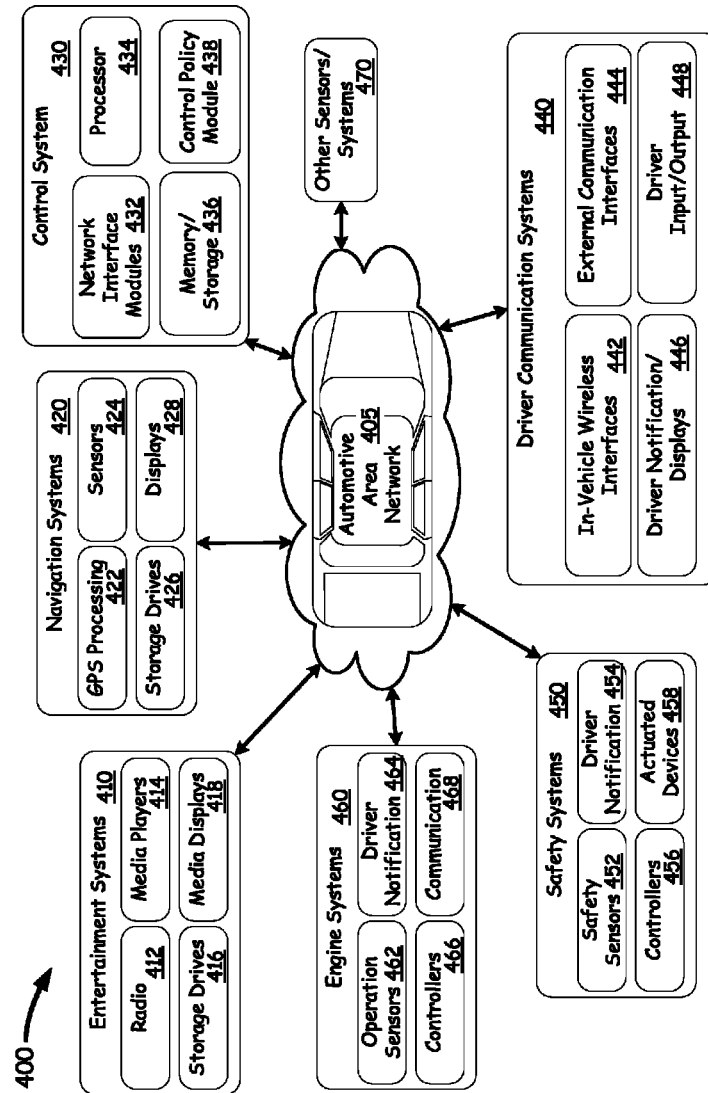 400
Entertainment Systems 410
Radio
412
Media Players
414
Storage Drives
416
Media Displays
418
Navigation Systems 420
GPS Processing
422
Sensors
424
Storage Drives
426
Displays
428
Control System 430
Network
Interface
Modules 432
Processor
434
Memory/
Storage 436
Control Policy
Module 438
Automotive 405
Area
Network
Other Sensors/
Systems
470
Engine Systems 460
Operation
Sensors 462
Driver
Notification 464
Controllers
466
Communication
468
Safety Systems 450
Safety
Sensors 452
Driver
Notification 454
Controllers
456
Actuated
Devices 458
Driver Communication Systems 440
In-Vehicle Wireless
Interfaces 442
External Communication
Interfaces 444
Driver Notification/
Displays 446
Driver
Input/Output 448